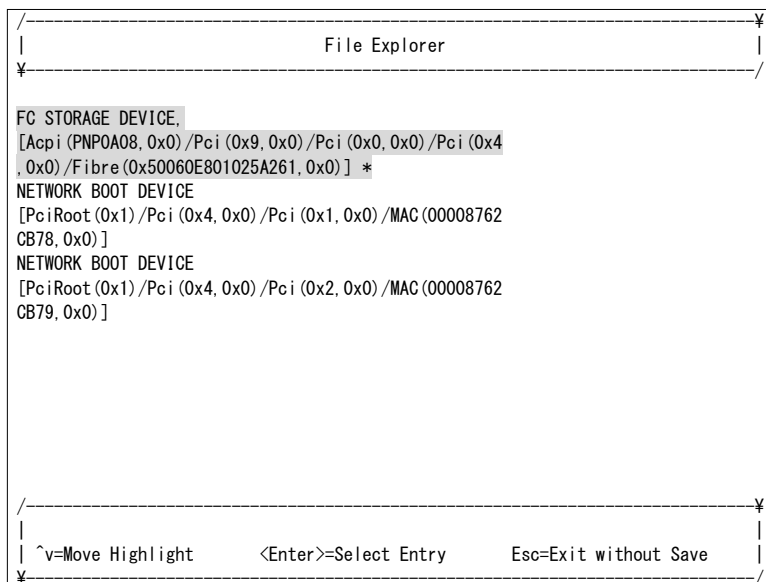 /------------------------------------------------------------------------------¥
| File Explorer |
¥------------------------------------------------------------------------------/
FC STORAGE DEVICE,
[Acpi(PNP0A08,0x0)/Pci(0x9,0x0)/Pci(0x0,0x0)/Pci(0x4
,0x0)/Fibre(0x50060E801025A261,0x0)] *
NETWORK BOOT DEVICE
[PciRoot(0x1)/Pci(0x4,0x0)/Pci(0x1,0x0)/MAC(00008762
CB78,0x0)]
NETWORK BOOT DEVICE
[PciRoot(0x1)/Pci(0x4,0x0)/Pci(0x2,0x0)/MAC(00008762
CB79,0x0)]
/------------------------------------------------------------------------------¥
| |
| ^v=Move Highlight <Enter>=Select Entry Esc=Exit without Save |
¥------------------------------------------------------------------------------/